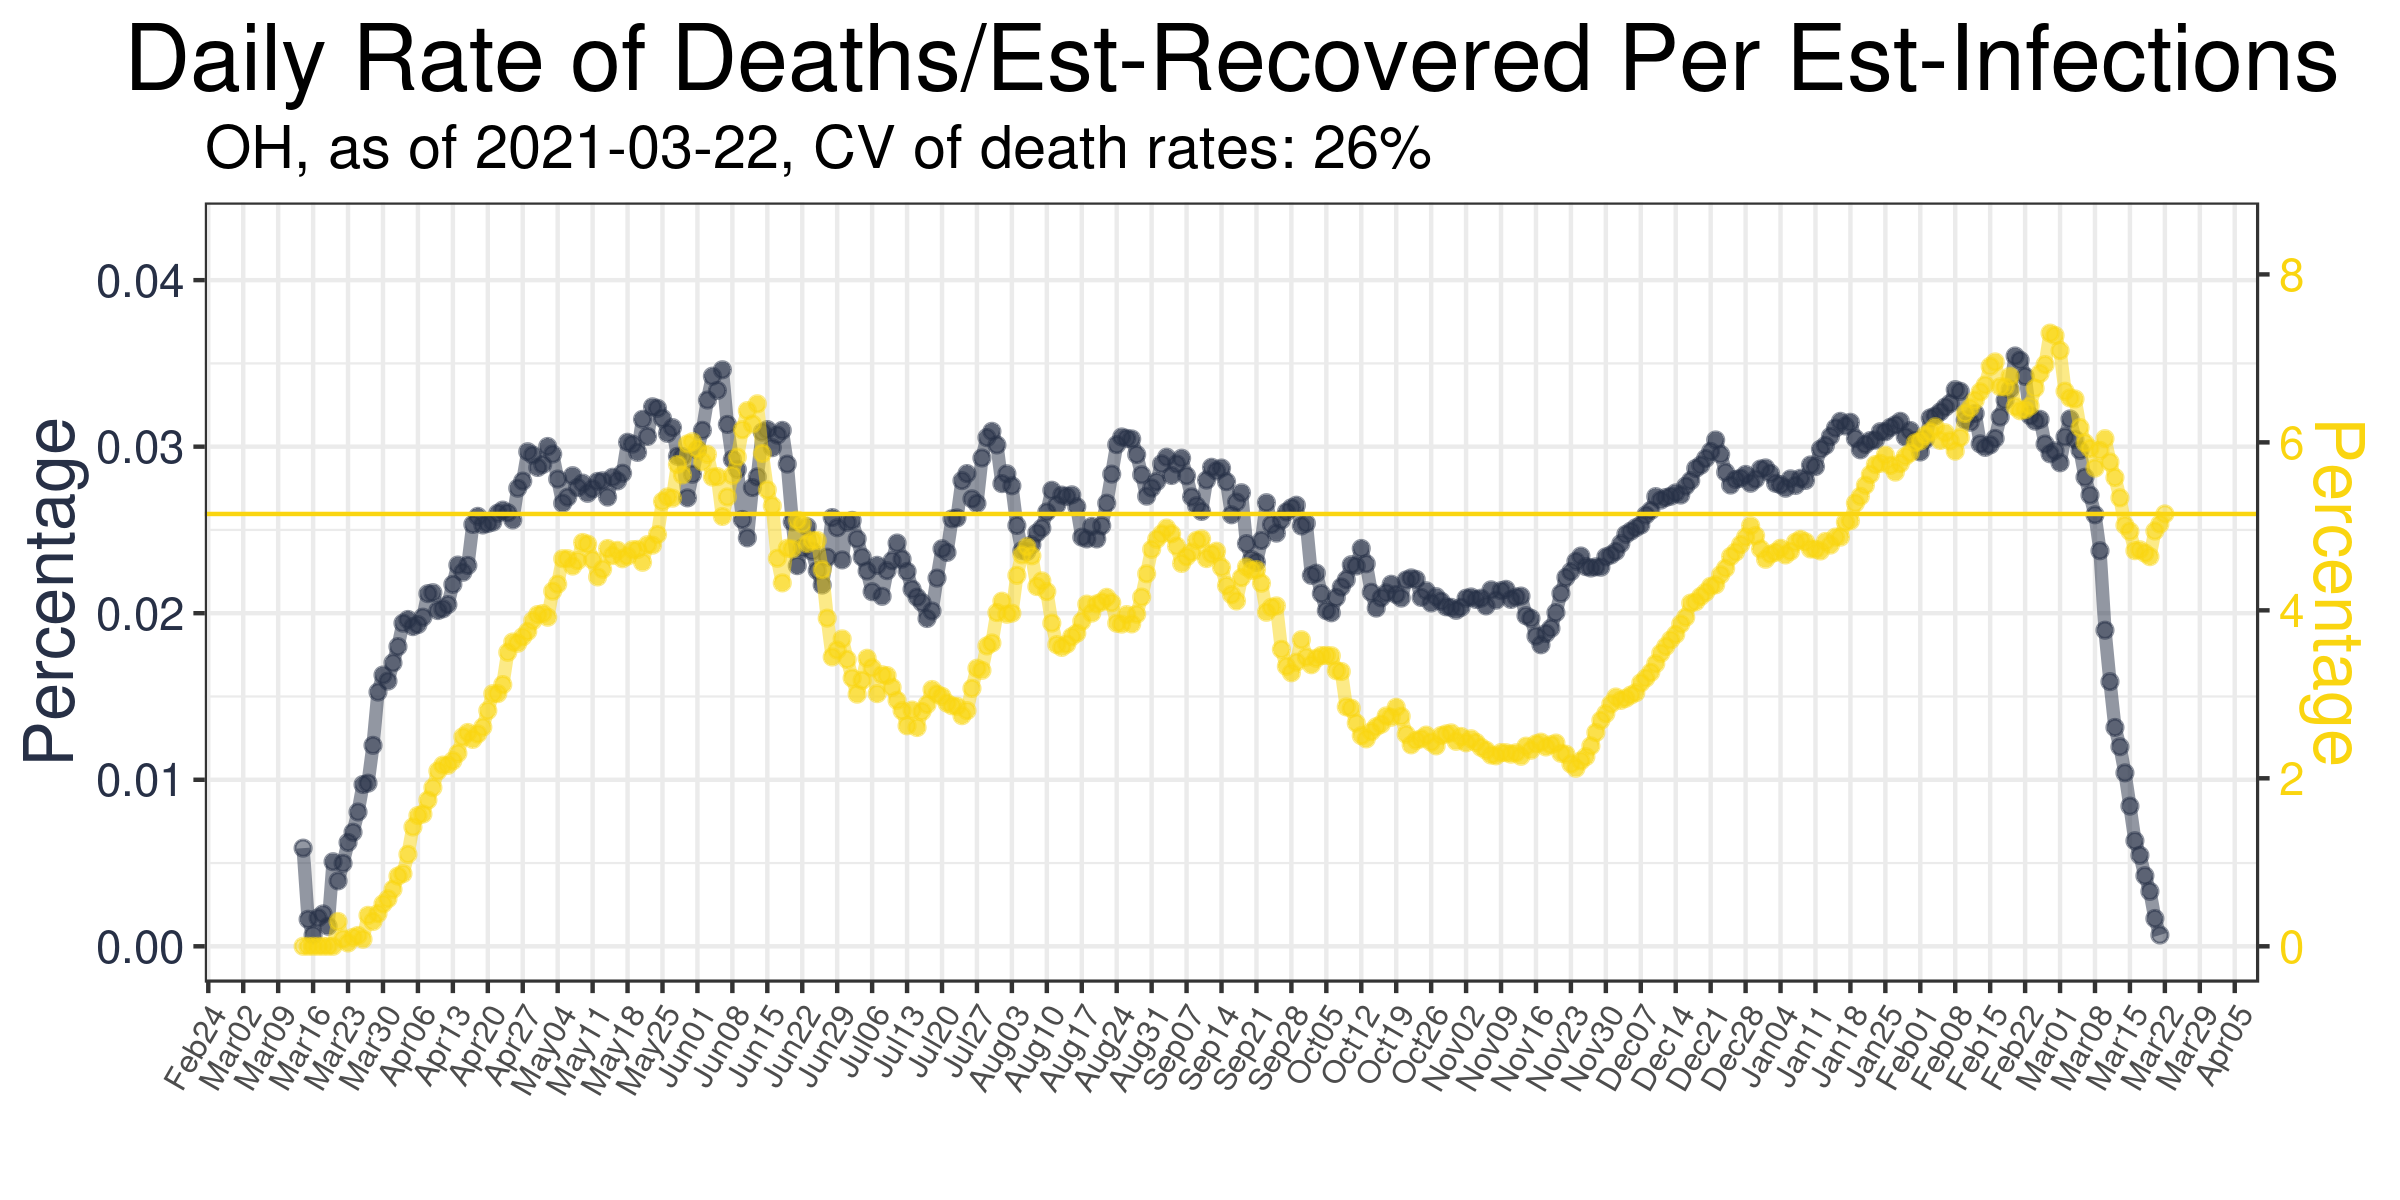 Daily Rate of Deaths/Est-Recovered Per Est-Infections
OH, as of 2021-03-22, CV of death rates: 26%
Percentage
0.04
0.03
0.02
0.01
0.00
8
6
4
2
0
Percentage
Feb24
Mar02
Mar09
Mar16
Mar23
Mar30
Apr06
Apr13
Apr20
Apr27
May04
May11
May18
May25
Jun01
Jun08
Jun15
Jun22
Jun29
Jul06
Jul13
Jul20
Jul27
Aug03
Aug10
Aug17
Aug24
Aug31
Sep07
Sep14
Sep21
Sep28
Oct05
Oct12
Oct19
Oct26
Nov02
Nov09
Nov16
Nov23
Nov30
Dec07
Dec14
Dec21
Dec28
Jan04
Jan11
Jan18
Jan25
Feb01
Feb08
Feb15
Feb22
Mar01
Mar08
Mar15
Mar22
Mar29
Apr05